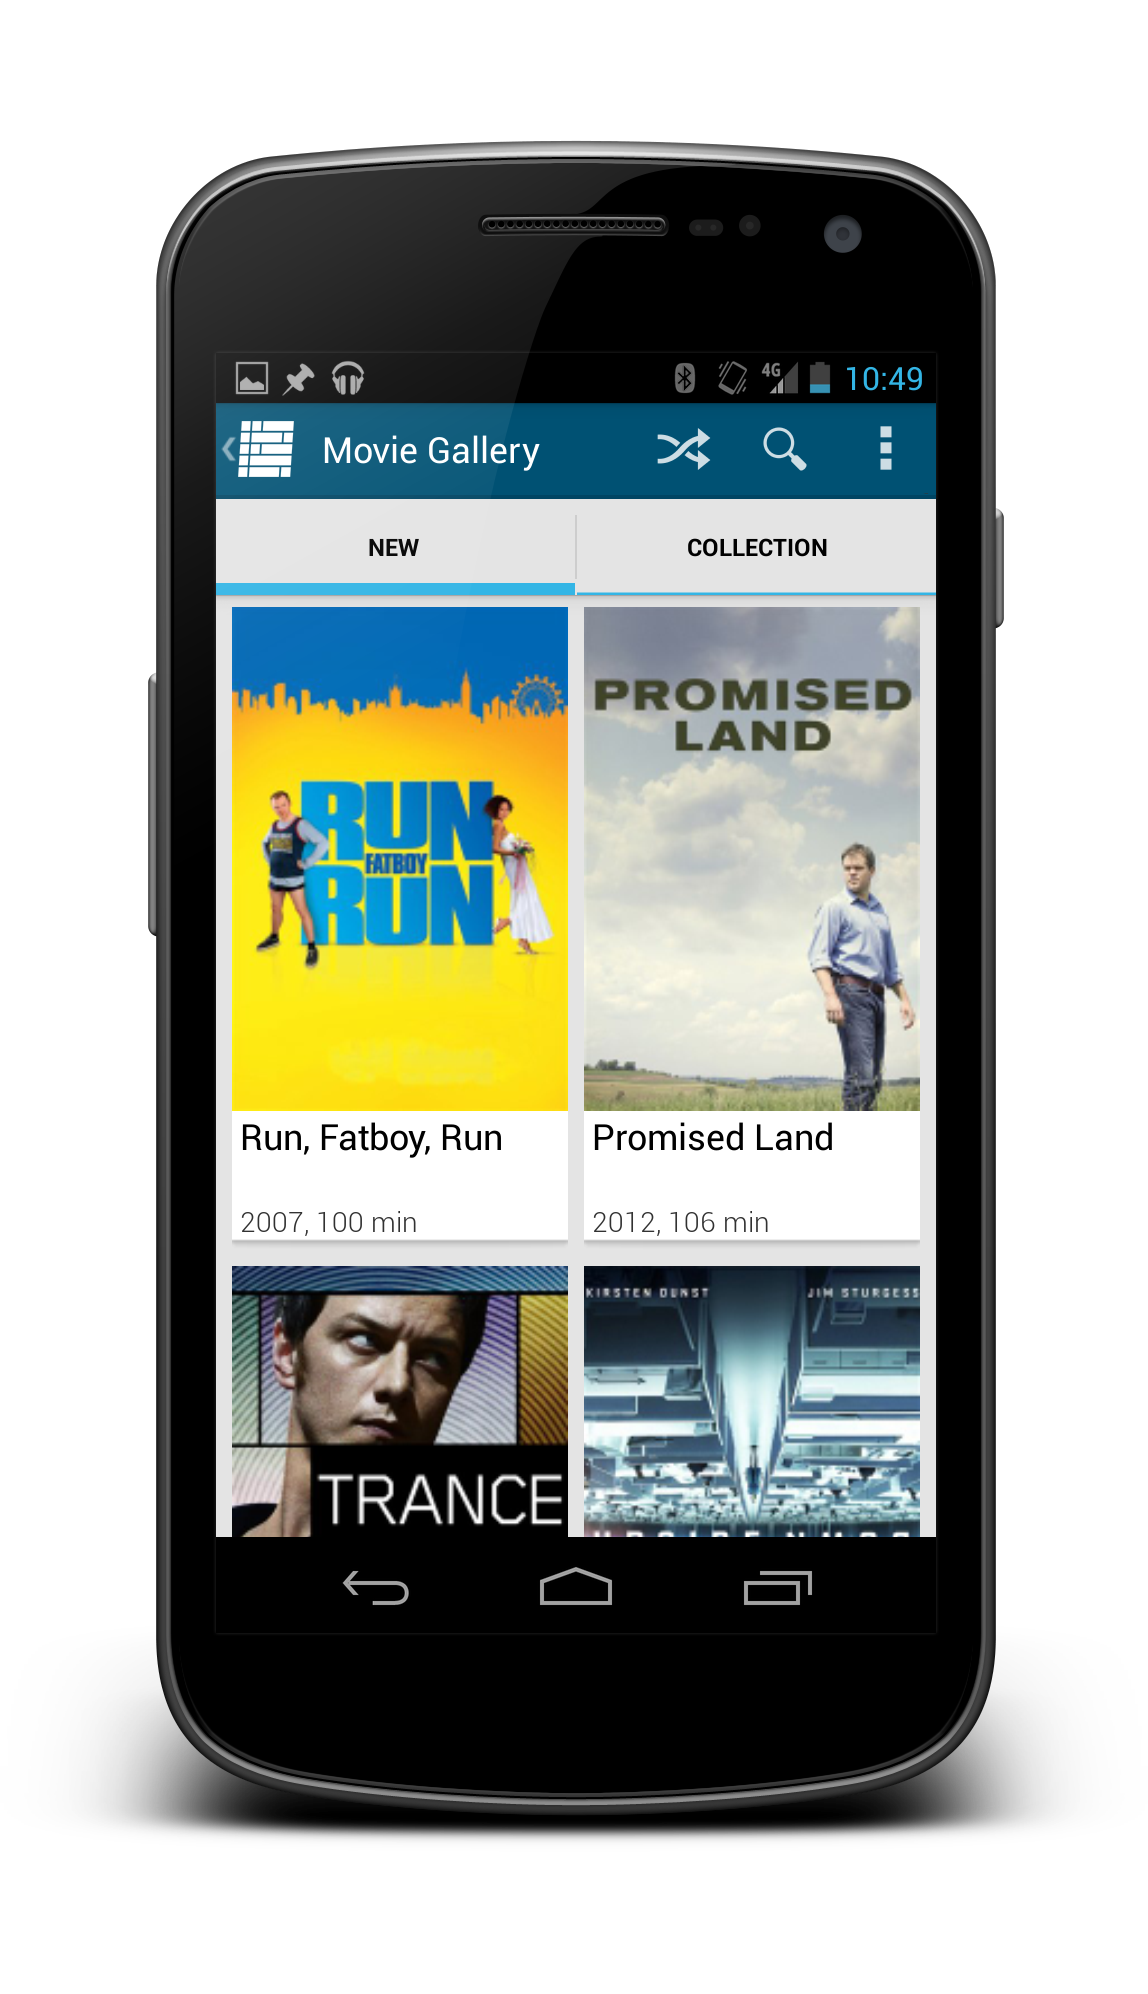 4G 10:49
Movie Gallery
NEW COLLECTION
RUN
FATBOY
RUN
PROMISED
LAND
Run, Fatboy, Run
2007, 100 min
Promised Land
2012, 106 min
TRANCE
KIRSTEN DUNST JIM STURGESS